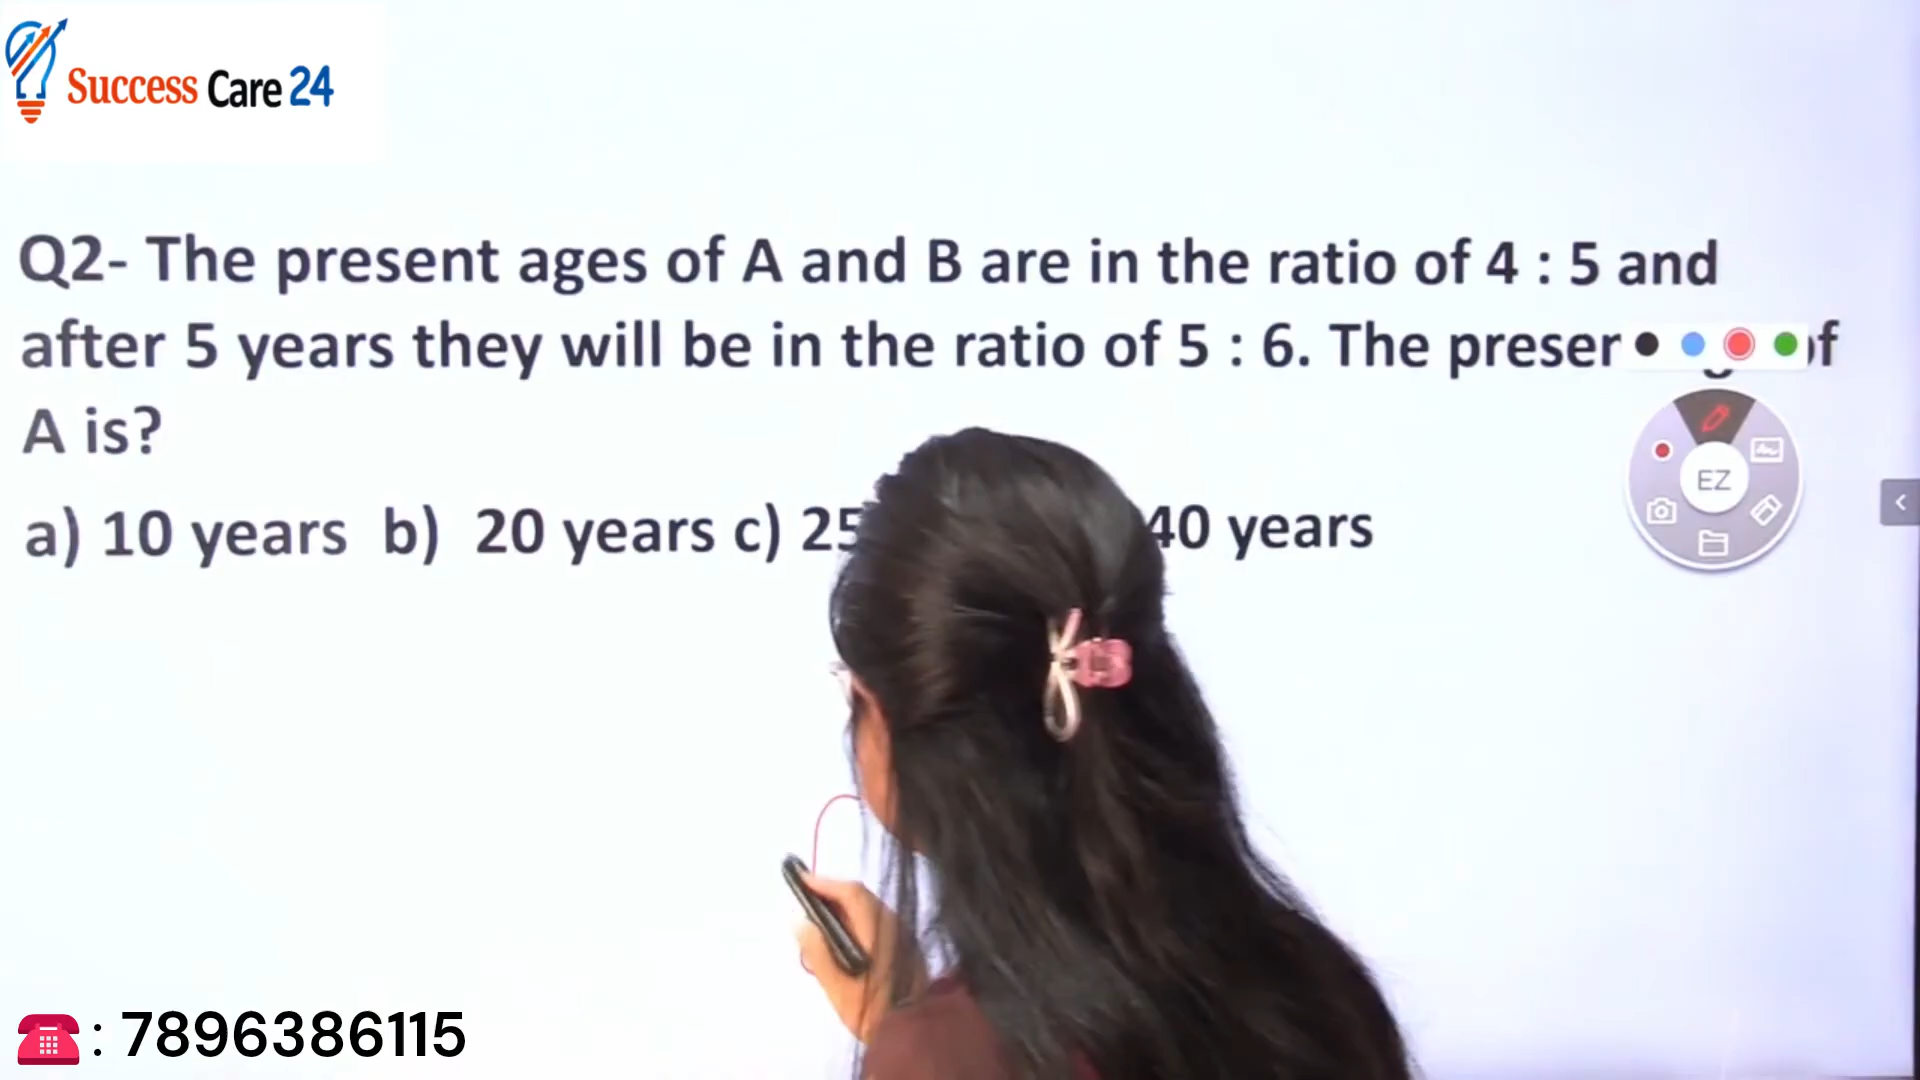 Success Care 24
Q2- The present ages of A and B are in the ratio of 4 : 5 and
after 5 years they will be in the ratio of 5 : 6. The
A is?
a) 10 years b) 20 years c) 25 40 years
EZ
: 7896386115